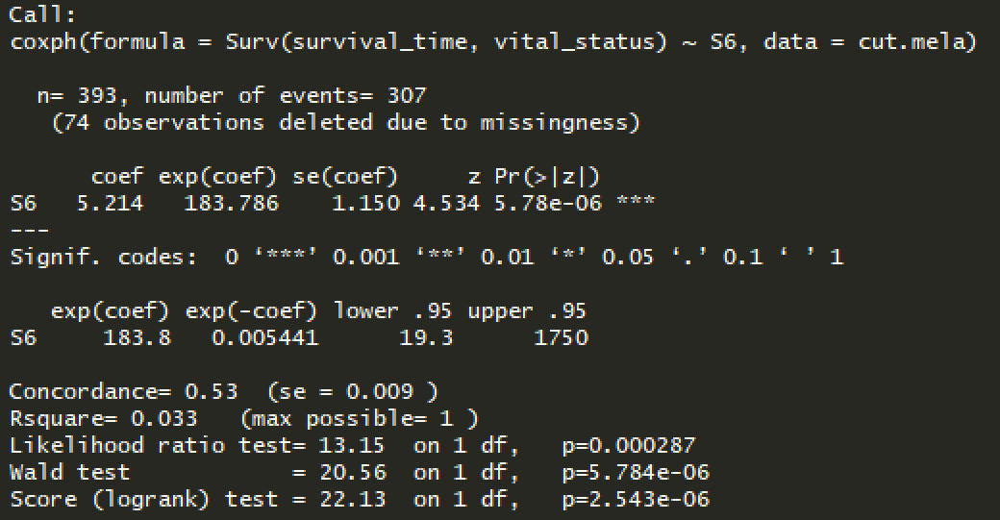 Call:
coxph(formula = Surv(survival_time, vital_status) ~ S6, data = cut.mela)

  n= 393, number of events= 307
   (74 observations deleted due to missingness)

      coef exp(coef) se(coef)     z Pr(>|z|)
S6   5.214   183.786    1.150 4.534 5.78e-06 ***
---
Signif. codes:  0 ‘***’ 0.001 ‘**’ 0.01 ‘*’ 0.05 ‘.’ 0.1 ‘ ’ 1

   exp(coef) exp(-coef) lower .95 upper .95
S6     183.8   0.005441      19.3      1750

Concordance= 0.53  (se = 0.009 )
Rsquare= 0.033   (max possible= 1 )
Likelihood ratio test= 13.15  on 1 df,   p=0.000287
Wald test            = 20.56  on 1 df,   p=5.784e-06
Score (logrank) test = 22.13  on 1 df,   p=2.543e-06